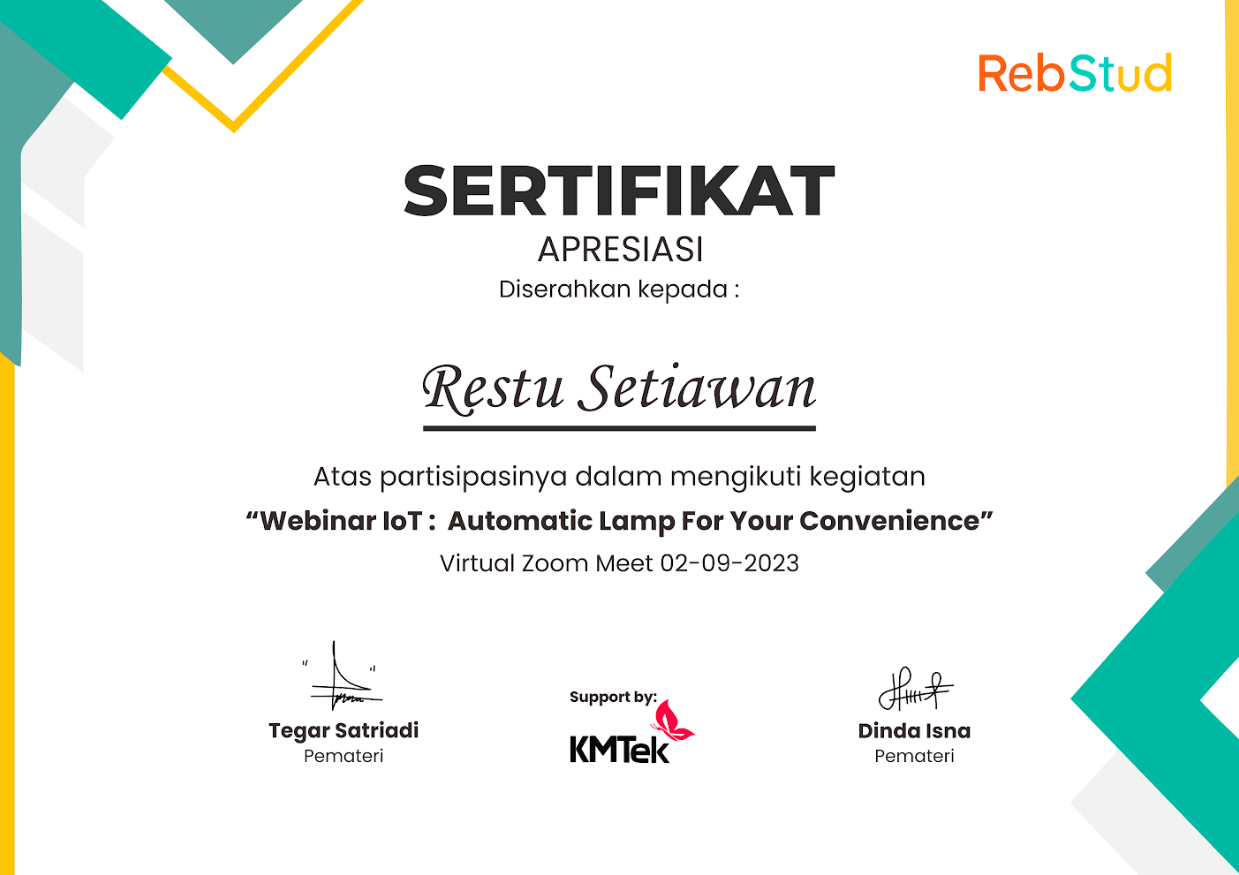 RebStud
SERTIFIKAT
APRESIASI
Diserahkan kepada :
Restu Setiawan
Atas partisipasinya dalam mengikuti kegiatan
“Webinar IoT :  Automatic Lamp For Your Convenience”
Virtual Zoom Meet 02-09-2023
Tegar Satriadi
Pemateri
Support by:
KMTek
Dinda Isna
Pemateri